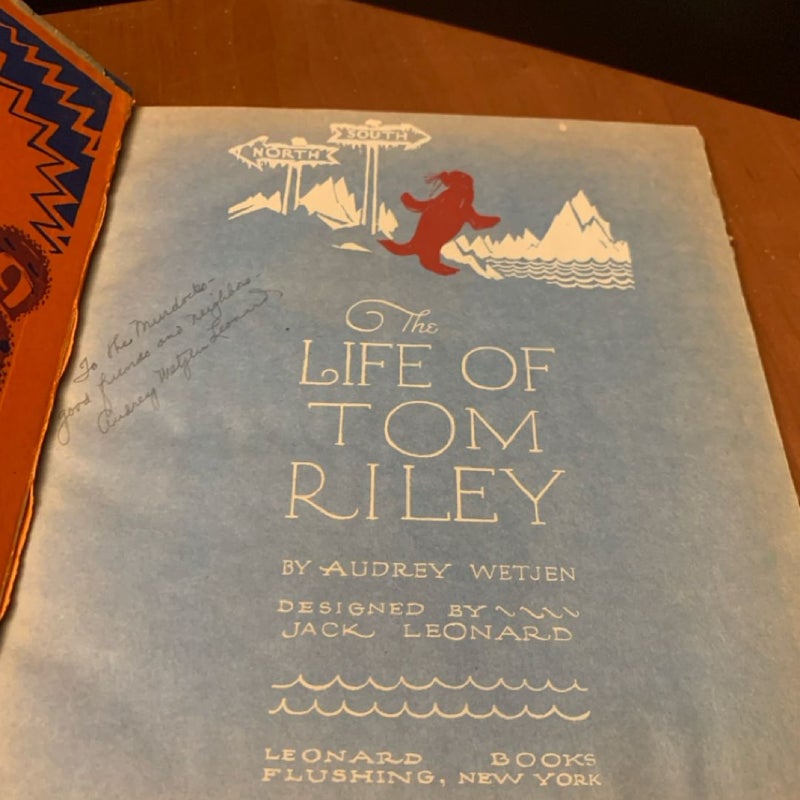 NORTH
SOUTH
To the Murdocks-
good friends and neighbors-
Audrey Wetjen Leonard
The
LIFE OF
TOM
RILEY
BY AUDREY WETJEN
DESIGNED BY
JACK LEONARD
LEONARD BOOKS
FLUSHING, NEW YORK